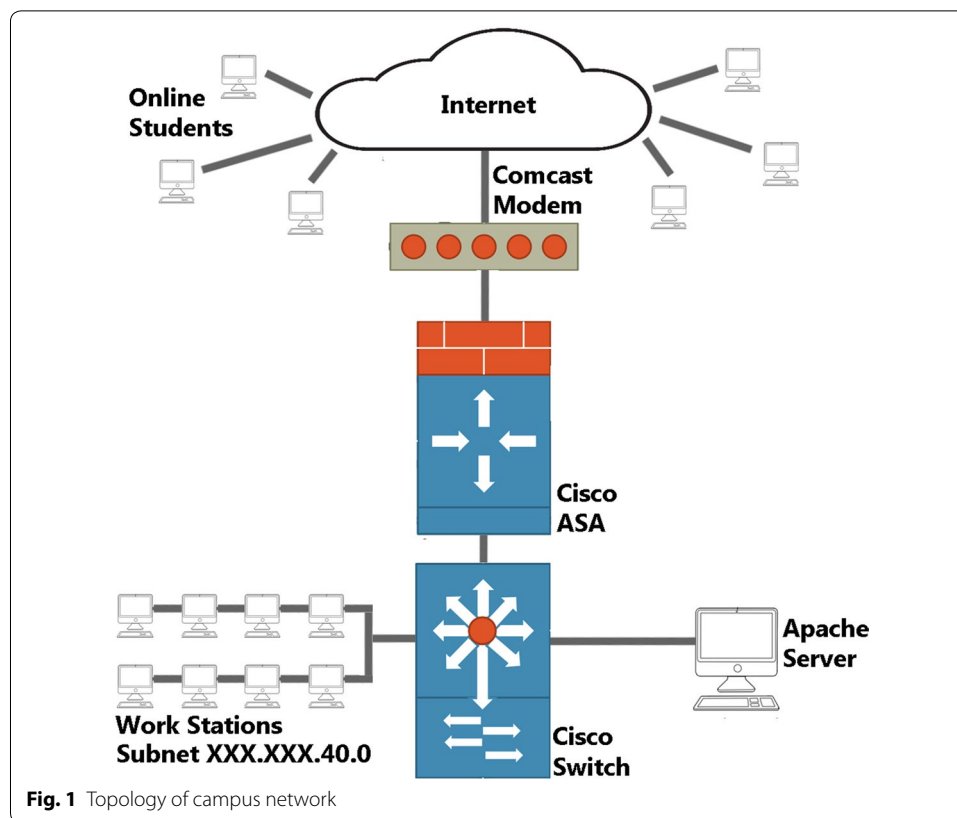 Internet
Online
Students
Comcast
Modem
Cisco
ASA
Apache
Server
Work Stations
Subnet XXX.XXX.40.0
Cisco
Switch
Fig. 1 Topology of campus network